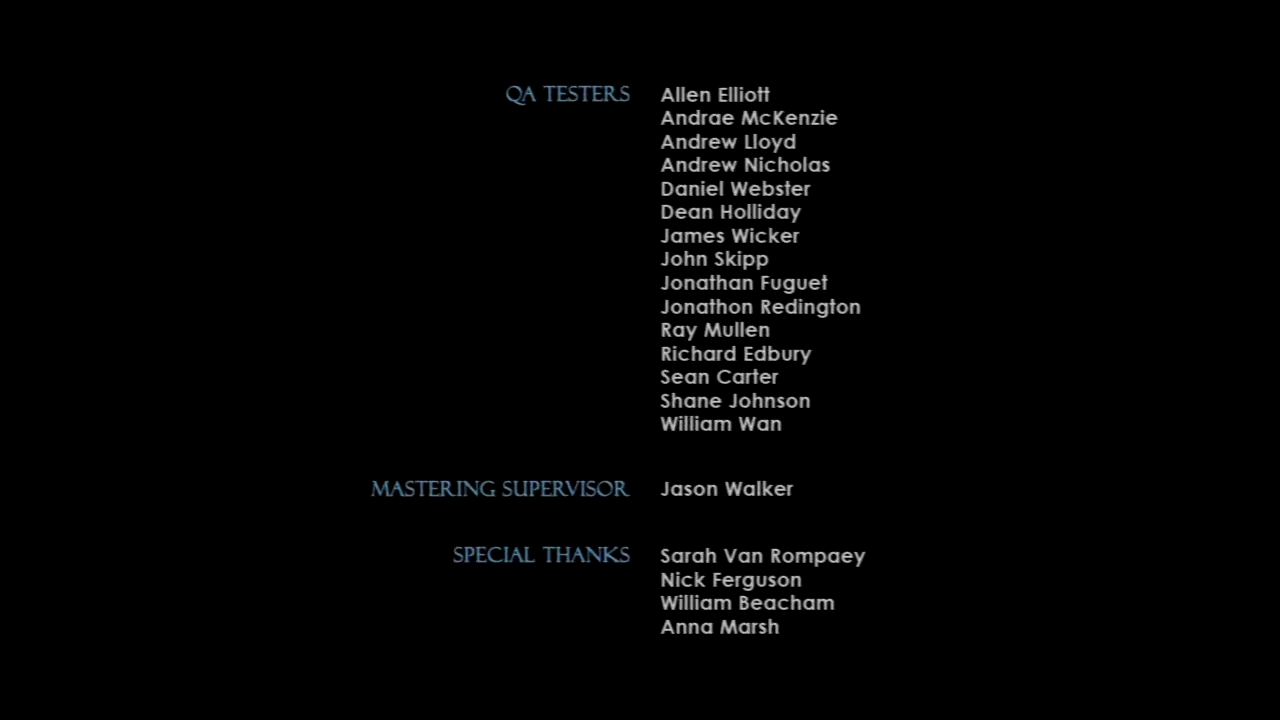 QA TESTERS Allen Elliott
Andrae McKenzie
Andrew Lloyd
Andrew Nicholas
Daniel Webster
Dean Holliday
James Wicker
John Skipp
Jonathan Fuguet
Jonathon Redington
Ray Mullen
Richard Edbury
Sean Carter
Shane Johnson
William Wan
MASTERING SUPERVISOR Jason Walker
SPECIAL THANKS Sarah Van Rompaey
Nick Ferguson
William Beacham
Anna Marsh